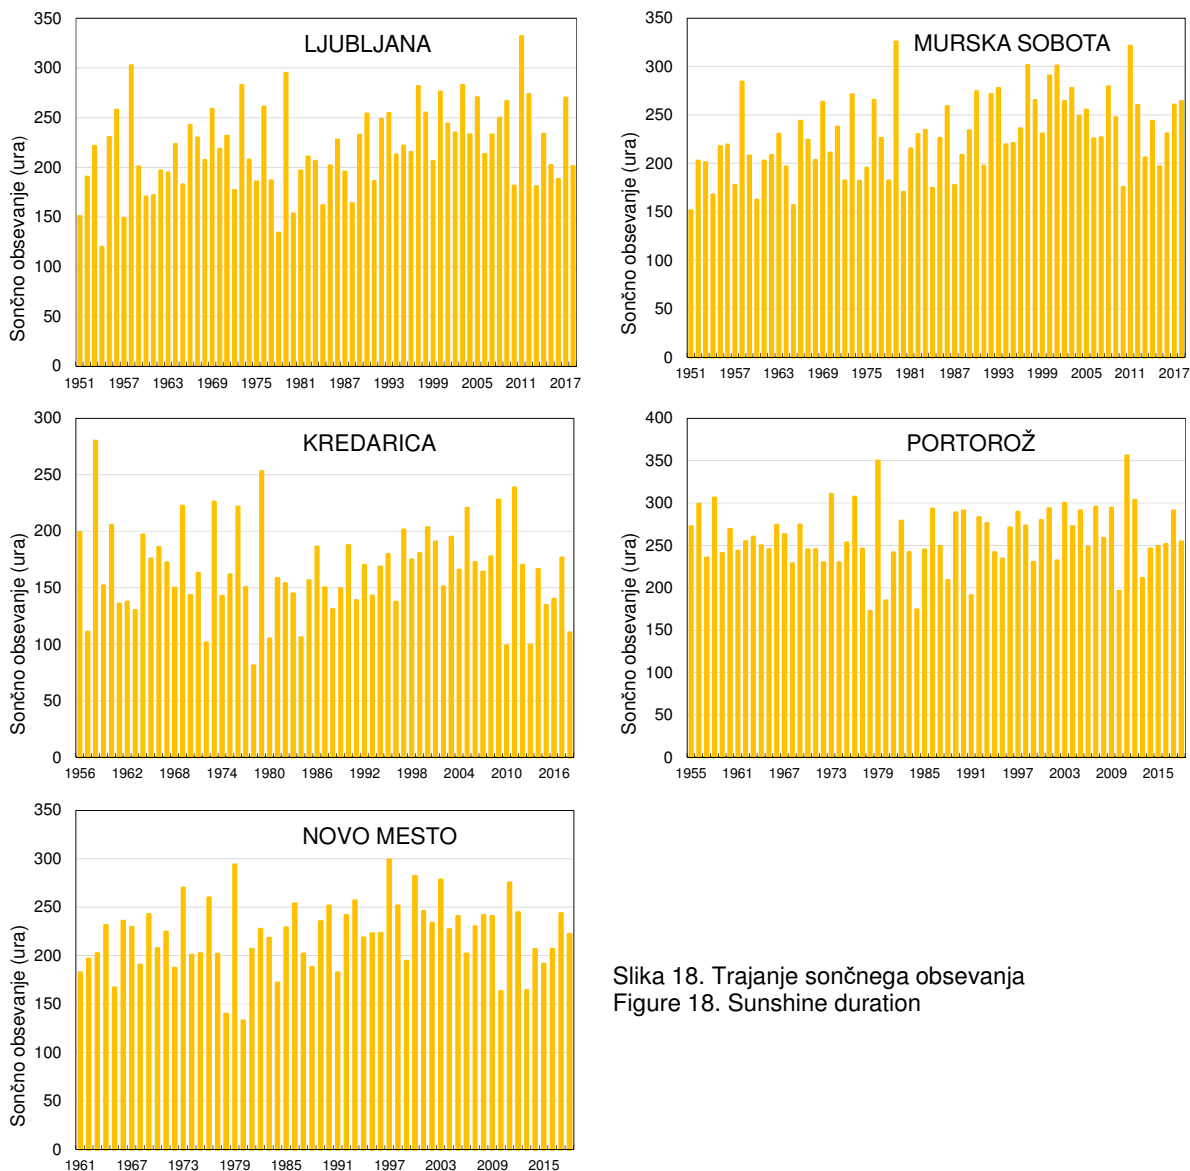 LJUBLJANA
Sončno obsevanje (ura)
350
300
250
200
150
100
50
0
1951 1957 1963 1969 1975 1981 1987 1993 1999 2005 2011 2017
MURSKA SOBOTA
Sončno obsevanje (ura)
350
300
250
200
150
100
50
0
1951 1957 1963 1969 1975 1981 1987 1993 1999 2005 2011 2017
KREDARICA
Sončno obsevanje (ura)
300
250
200
150
100
50
0
1956 1962 1968 1974 1980 1986 1992 1998 2004 2010 2016
PORTOROŽ
Sončno obsevanje (ura)
400
350
300
250
200
150
100
50
0
1955 1961 1967 1973 1979 1985 1991 1997 2003 2009 2015
NOVO MESTO
Sončno obsevanje (ura)
350
300
250
200
150
100
50
0
1961 1967 1973 1979 1985 1991 1997 2003 2009 2015
Slika 18. Trajanje sončnega obsevanja
Figure 18. Sunshine duration